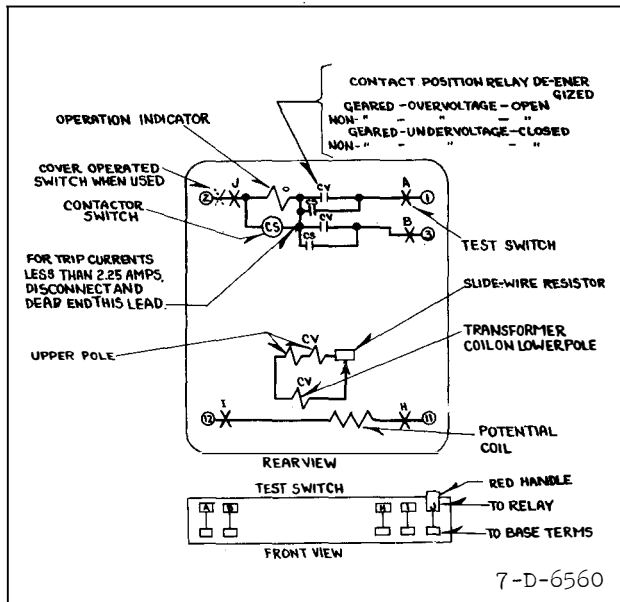 CONTACT POSITION RELAY DE-ENER
GIZED
GEARED-OVERVOLTAGE-OPEN
NON-" " - "
GEARED-UNDERVOLTAGE-CLOSED
NON-" " - "
OPERATION INDICATOR
COVER OPERATED
SWITCH WHEN USED
CONTACTOR
SWITCH
FOR TRIP CURRENTS
LESS THAN 2.25 AMPS,
DISCONNECT AND
DEAD END THIS LEAD
2
J
CV
A
1
CS
CS
CV
B
3
CS
TEST SWITCH
SLIDE-WIRE RESISTOR
TRANSFORMER
COIL ON LOWER POLE
UPPER POLE
CV
CV
12
I
H
11
POTENTIAL
COIL
REAR VIEW
TEST SWITCH
RED HANDLE
A
B
H
I
J
TO RELAY
TO BASE TERMS
FRONT VIEW
7-D-6560